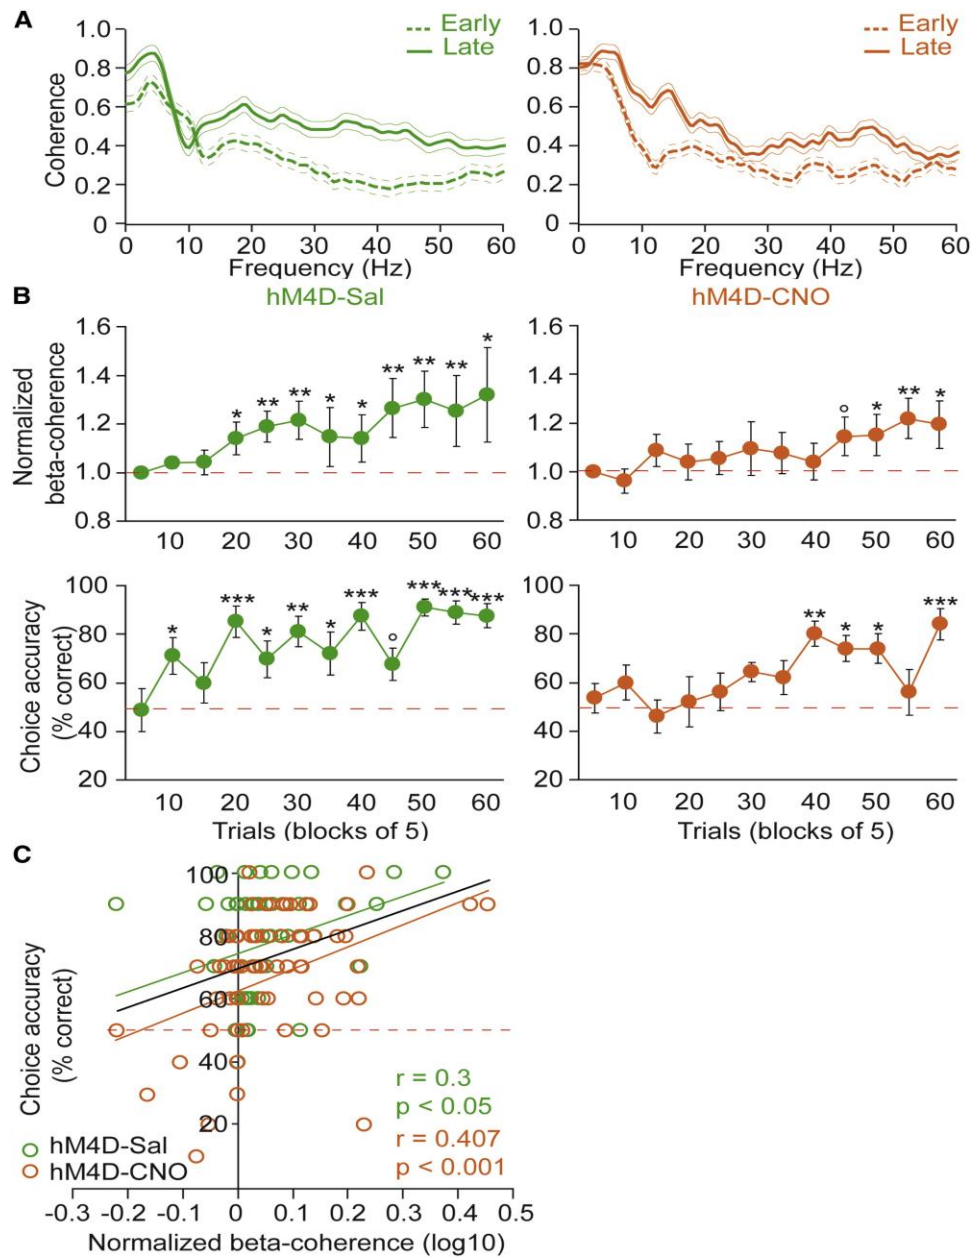 A
Early
Late
Early
Late
1.0
0.8
0.6
0.4
0.2
0
Coherence
0 10 20 30 40 50 60
Frequency (Hz)
1.0
0.8
0.6
0.4
0.2
0
0 10 20 30 40 50 60
Frequency (Hz)
B
hM4D-Sal
hM4D-CNO
Normalized
beta-coherence
1.6
1.4
1.2
1.0
0.8
* ** ** * * ** ** ** *
10 20 30 40 50 60
1.6
1.4
1.2
1.0
0.8
° * ** *
10 20 30 40 50 60
Choice accuracy
(% correct)
100
80
60
40
20
* *** * ** * *** ° *** *** ***
10 20 30 40 50 60
Trials (blocks of 5)
100
80
60
40
20
** * * ***
10 20 30 40 50 60
Trials (blocks of 5)
C
Choice accuracy
(% correct)
100
80
60
40
20
r = 0.3
p < 0.05
r = 0.407
p < 0.001
hM4D-Sal
hM4D-CNO
-0.3 -0.2 -0.1 0 0.1 0.2 0.3 0.4 0.5
Normalized beta-coherence (log10)